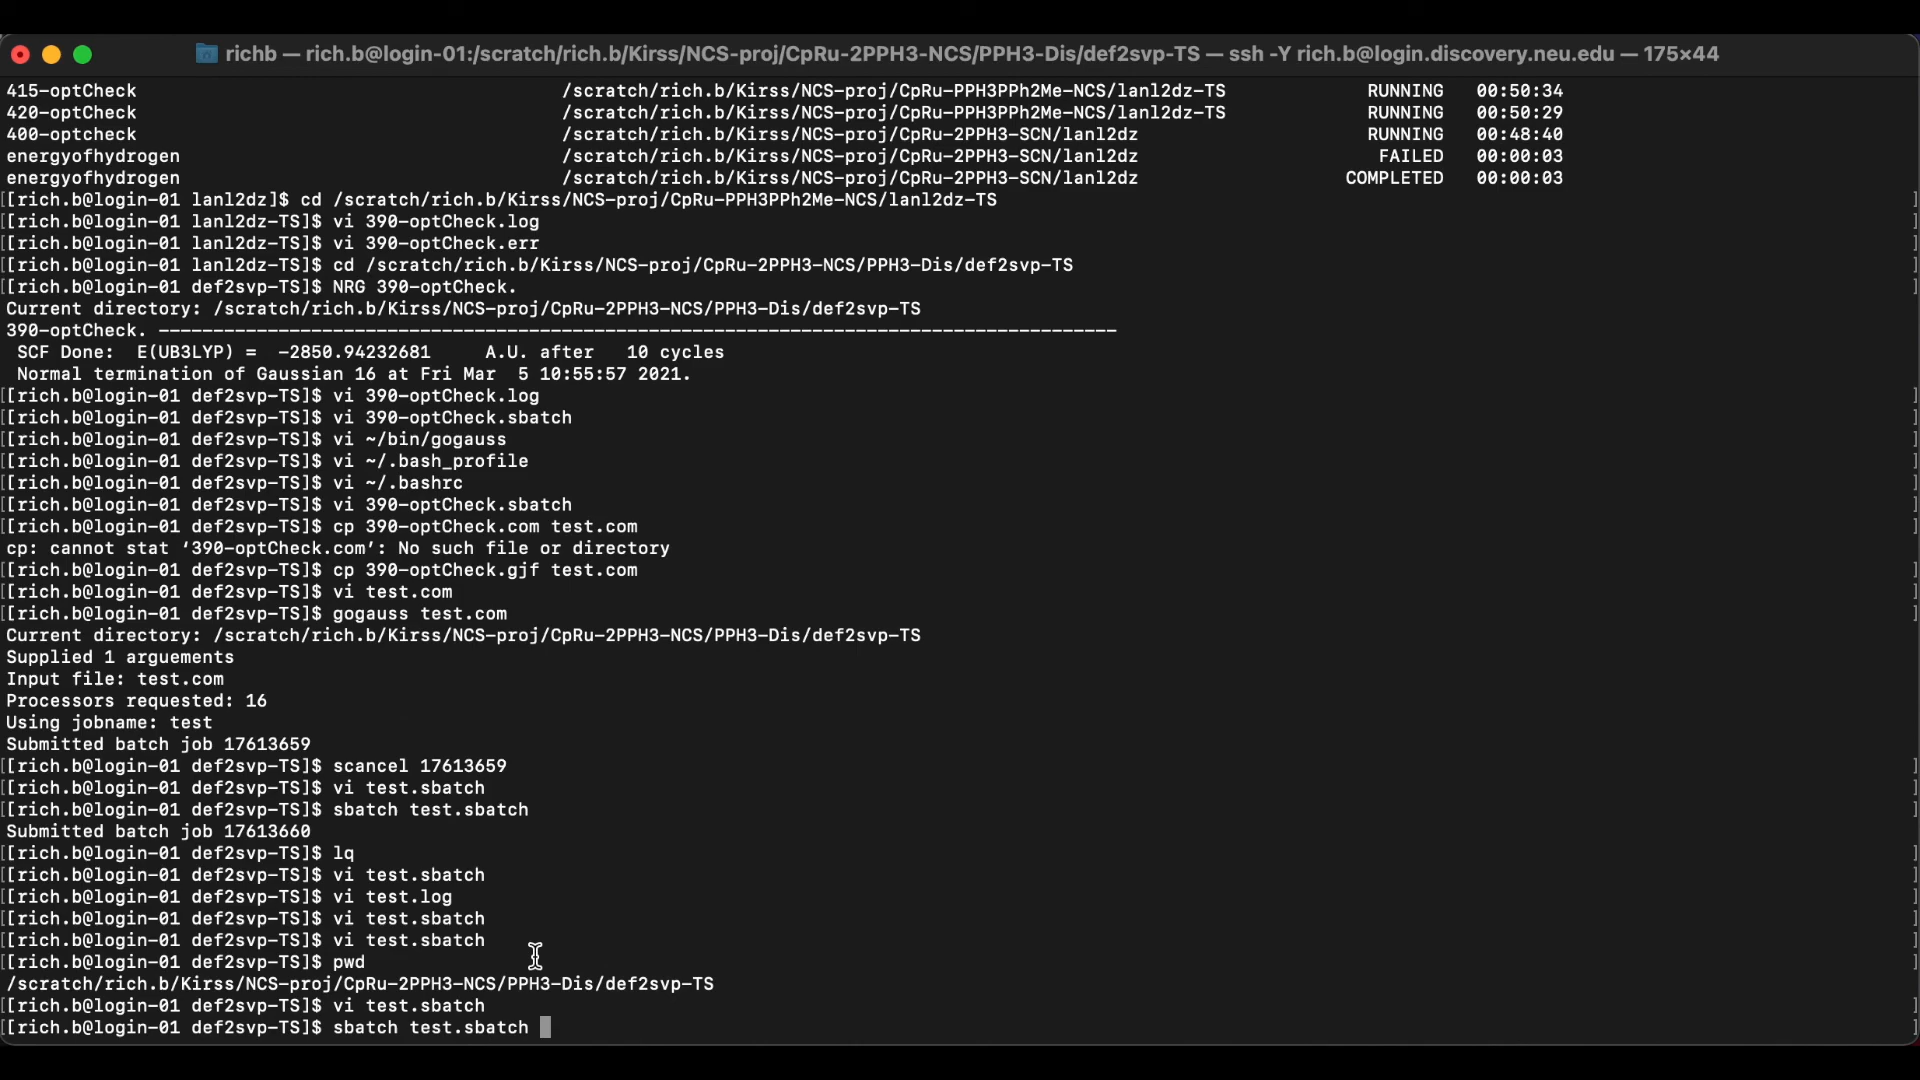 richb — rich.b@login-01:/scratch/rich.b/Kirss/NCS-proj/CpRu-2PPH3-NCS/PPH3-Dis/def2svp-TS — ssh -Y rich.b@login.discovery.neu.edu — 175×44
415-optCheck /scratch/rich.b/Kirss/NCS-proj/CpRu-PPH3PPh2Me-NCS/lanl2dz-TS RUNNING 00:50:34
420-optCheck /scratch/rich.b/Kirss/NCS-proj/CpRu-PPH3PPh2Me-NCS/lanl2dz-TS RUNNING 00:50:29
400-optcheck /scratch/rich.b/Kirss/NCS-proj/CpRu-2PPH3-SCN/lanl2dz RUNNING 00:48:40
energyofhydrogen /scratch/rich.b/Kirss/NCS-proj/CpRu-2PPH3-SCN/lanl2dz FAILED 00:00:03
energyofhydrogen /scratch/rich.b/Kirss/NCS-proj/CpRu-2PPH3-SCN/lanl2dz COMPLETED 00:00:03
[[rich.b@login-01 lanl2dz]$ cd /scratch/rich.b/Kirss/NCS-proj/CpRu-PPH3PPh2Me-NCS/lanl2dz-TS ]
[[rich.b@login-01 lanl2dz-TS]$ vi 390-optCheck.log ]
[[rich.b@login-01 lanl2dz-TS]$ vi 390-optCheck.err ]
[[rich.b@login-01 lanl2dz-TS]$ cd /scratch/rich.b/Kirss/NCS-proj/CpRu-2PPH3-NCS/PPH3-Dis/def2svp-TS ]
[[rich.b@login-01 def2svp-TS]$ NRG 390-optCheck. ]
Current directory: /scratch/rich.b/Kirss/NCS-proj/CpRu-2PPH3-NCS/PPH3-Dis/def2svp-TS
390-optCheck. ----------------------------------------------------------------------------------------
SCF Done: E(UB3LYP) = -2850.94232681 A.U. after 10 cycles
Normal termination of Gaussian 16 at Fri Mar 5 10:55:57 2021.
[[rich.b@login-01 def2svp-TS]$ vi 390-optCheck.log ]
[[rich.b@login-01 def2svp-TS]$ vi 390-optCheck.sbatch ]
[[rich.b@login-01 def2svp-TS]$ vi ~/bin/gogauss ]
[[rich.b@login-01 def2svp-TS]$ vi ~/.bash_profile ]
[[rich.b@login-01 def2svp-TS]$ vi ~/.bashrc ]
[[rich.b@login-01 def2svp-TS]$ vi 390-optCheck.sbatch ]
[[rich.b@login-01 def2svp-TS]$ cp 390-optCheck.com test.com ]
cp: cannot stat ‘390-optCheck.com’: No such file or directory
[[rich.b@login-01 def2svp-TS]$ cp 390-optCheck.gjf test.com ]
[[rich.b@login-01 def2svp-TS]$ vi test.com ]
[[rich.b@login-01 def2svp-TS]$ gogauss test.com ]
Current directory: /scratch/rich.b/Kirss/NCS-proj/CpRu-2PPH3-NCS/PPH3-Dis/def2svp-TS
Supplied 1 arguements
Input file: test.com
Processors requested: 16
Using jobname: test
Submitted batch job 17613659
[[rich.b@login-01 def2svp-TS]$ scancel 17613659 ]
[[rich.b@login-01 def2svp-TS]$ vi test.sbatch ]
[[rich.b@login-01 def2svp-TS]$ sbatch test.sbatch ]
Submitted batch job 17613660
[[rich.b@login-01 def2svp-TS]$ lq ]
[[rich.b@login-01 def2svp-TS]$ vi test.sbatch ]
[[rich.b@login-01 def2svp-TS]$ vi test.log ]
[[rich.b@login-01 def2svp-TS]$ vi test.sbatch ]
[[rich.b@login-01 def2svp-TS]$ vi test.sbatch ]
[[rich.b@login-01 def2svp-TS]$ pwd ]
/scratch/rich.b/Kirss/NCS-proj/CpRu-2PPH3-NCS/PPH3-Dis/def2svp-TS
[[rich.b@login-01 def2svp-TS]$ vi test.sbatch ]
[[rich.b@login-01 def2svp-TS]$ sbatch test.sbatch ]